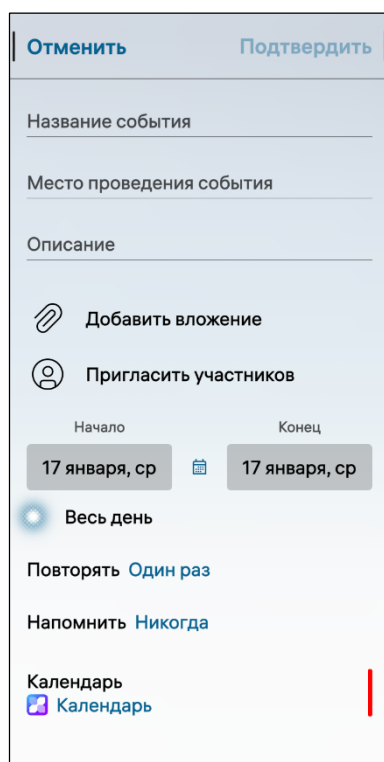 Отменить Подтвердить
Название события
Место проведения события
Описание
Добавить вложение
Пригласить участников
Начало Конец
17 января, ср 17 января, ср
Весь день
Повторять Один раз
Напомнить Никогда
Календарь
Календарь